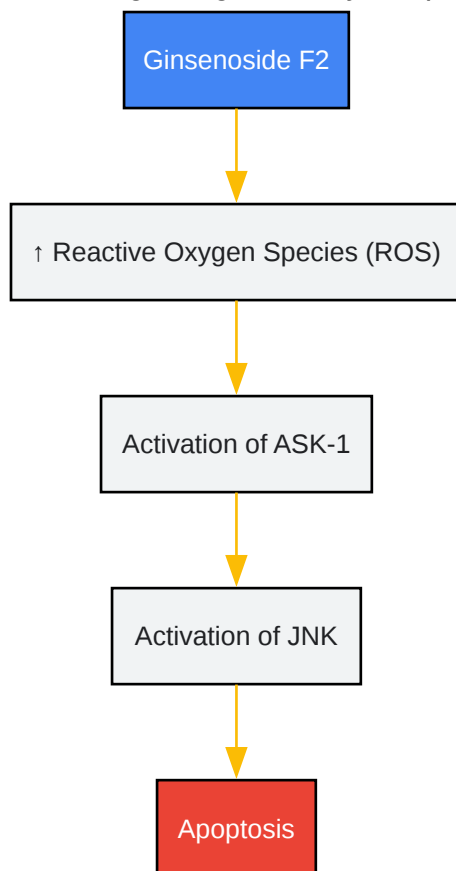 Ginsenoside F2
↑ Reactive Oxygen Species (ROS)
Activation of ASK-1
Activation of JNK
Apoptosis